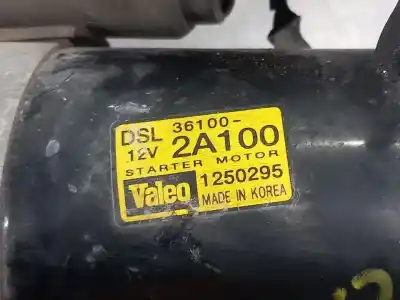 DSL 36100-
12V 2A100
STARTER MOTOR
Valeo 1250295
MADE IN KOREA